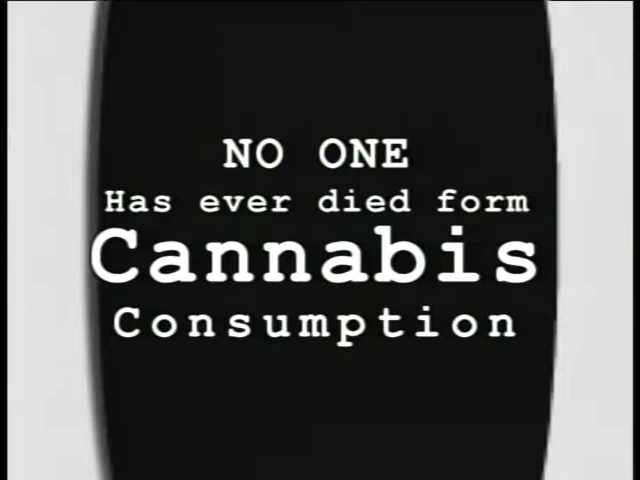 NO ONE
Has ever died form
Cannabis
Consumption